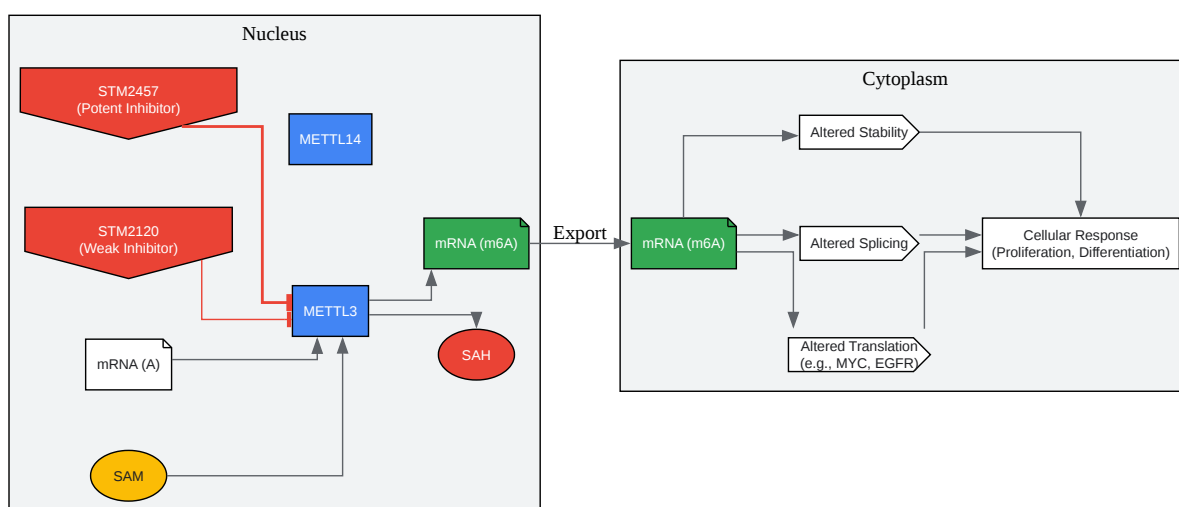 Nucleus
STM2457
(Potent Inhibitor)
METTL14
STM2120
(Weak Inhibitor)
mRNA (m6A)
METTL3
mRNA (A)
SAH
SAM
Export
Cytoplasm
Altered Stability
mRNA (m6A)
Altered Splicing
Cellular Response
(Proliferation, Differentiation)
Altered Translation
(e.g., MYC, EGFR)